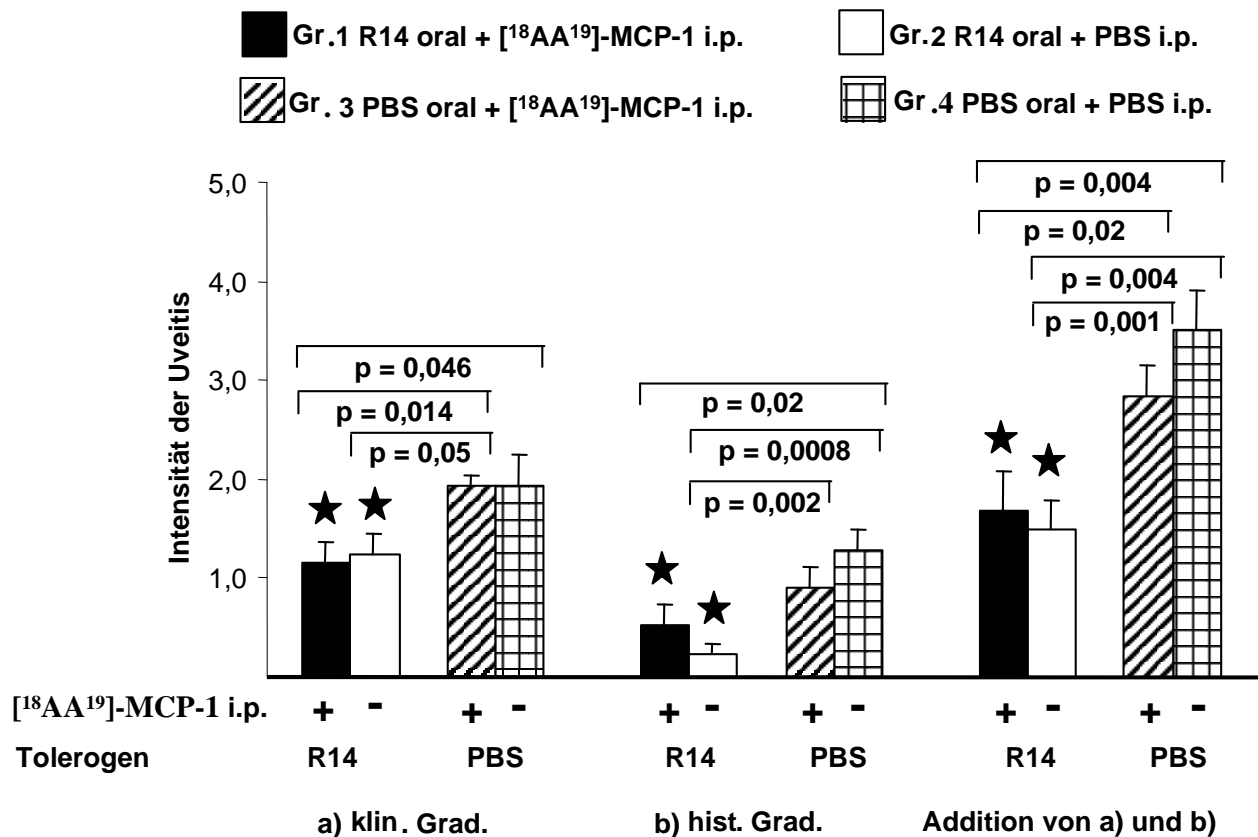 Gr.1 R14 oral + [¹⁸AA¹⁹]-MCP-1 i.p.
Gr.2 R14 oral + PBS i.p.
Gr. 3 PBS oral + [¹⁸AA¹⁹]-MCP-1 i.p.
Gr.4 PBS oral + PBS i.p.
Intensität der Uveitis
5,0
4,0
3,0
2,0
1,0
p = 0,046
p = 0,014
p = 0,05
p = 0,02
p = 0,0008
p = 0,002
p = 0,004
p = 0,02
p = 0,004
p = 0,001
[¹⁸AA¹⁹]-MCP-1 i.p. + - + - + - + - + - + -
Tolerogen R14 PBS R14 PBS R14 PBS
a) klin. Grad. b) hist. Grad. Addition von a) und b)